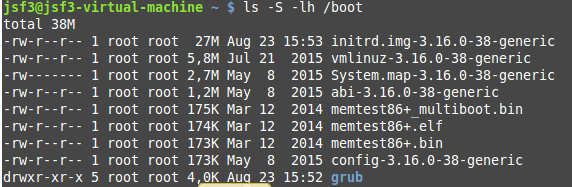 jsf3@jsf3-virtual-machine ~ $ ls -S -lh /boot
total 38M
-rw-r--r-- 1 root root  27M Aug 23 15:53 initrd.img-3.16.0-38-generic
-rw-r--r-- 1 root root 5,8M Jul 21  2015 vmlinuz-3.16.0-38-generic
-rw------- 1 root root 2,7M May  8  2015 System.map-3.16.0-38-generic
-rw-r--r-- 1 root root 1,2M May  8  2015 abi-3.16.0-38-generic
-rw-r--r-- 1 root root 175K Mar 12  2014 memtest86+_multiboot.bin
-rw-r--r-- 1 root root 174K Mar 12  2014 memtest86+.elf
-rw-r--r-- 1 root root 173K Mar 12  2014 memtest86+.bin
-rw-r--r-- 1 root root 173K May  8  2015 config-3.16.0-38-generic
drwxr-xr-x 5 root root 4,0K Aug 23 15:52 grub